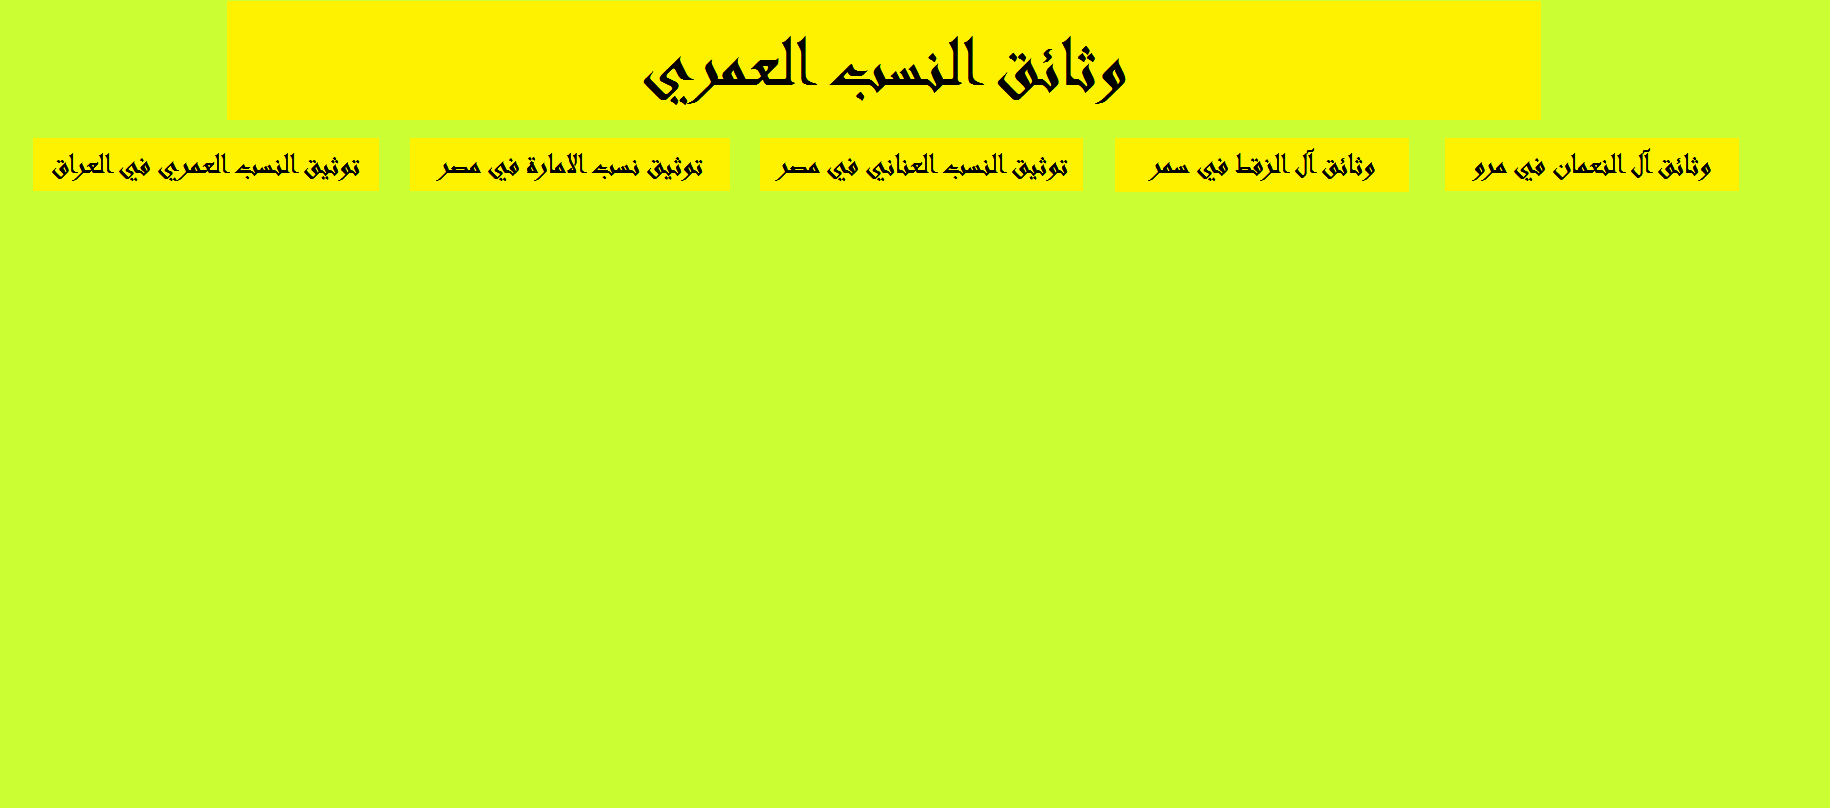 وثائق النسب العمري
وثائق آل النعمان في مرو
وثائق آل الزقط في سمر
توثيق النسب العناني في مصر
توثيق نسب الامارة في مصر
توثيق النسب العمري في العراق